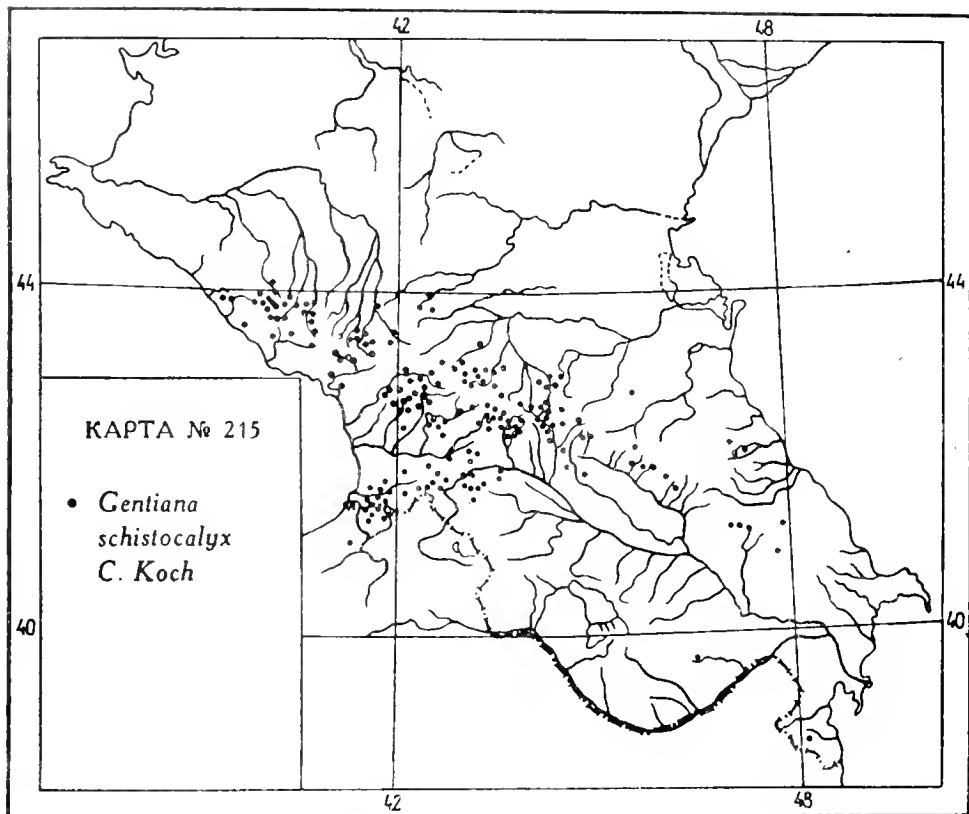 42 48
44 44
КАРТА № 215
• Gentiana
schistocalyx
C. Koch
40 40
42 48